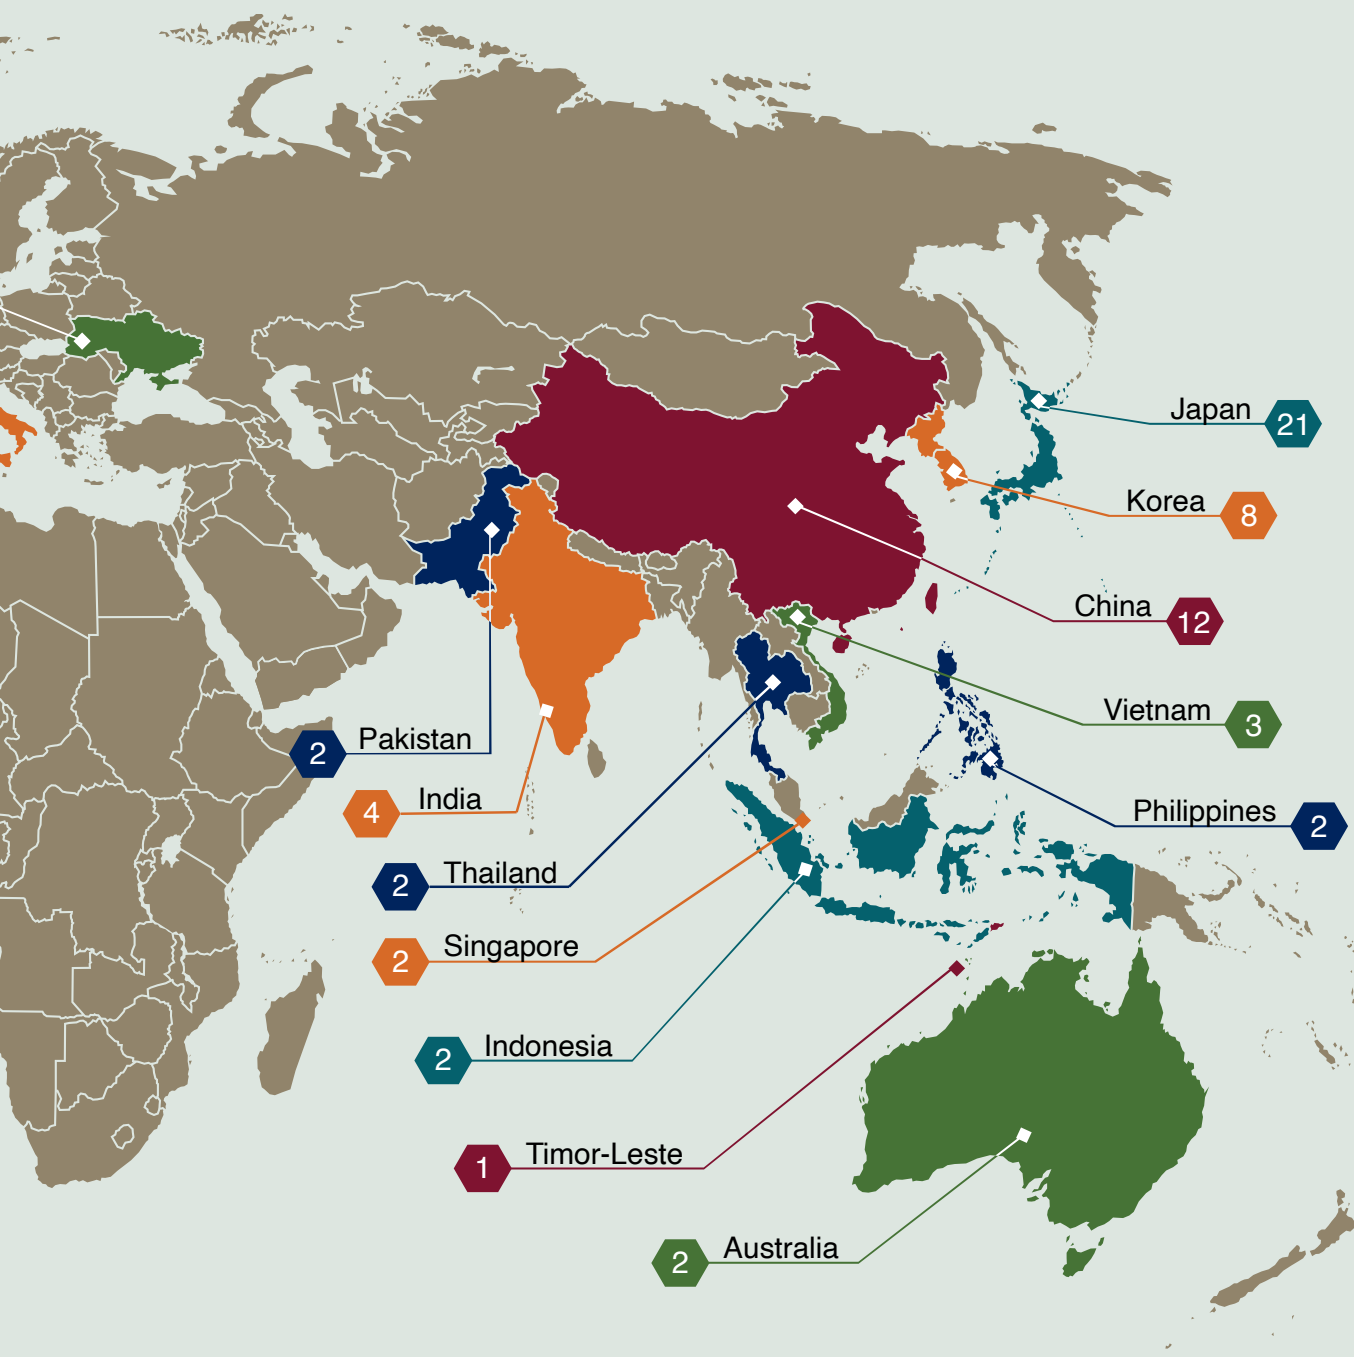 Japan 21
Korea 8
China 12
Vietnam 3
2 Pakistan
4 India
Philippines 2
2 Thailand
2 Singapore
2 Indonesia
1 Timor-Leste
2 Australia